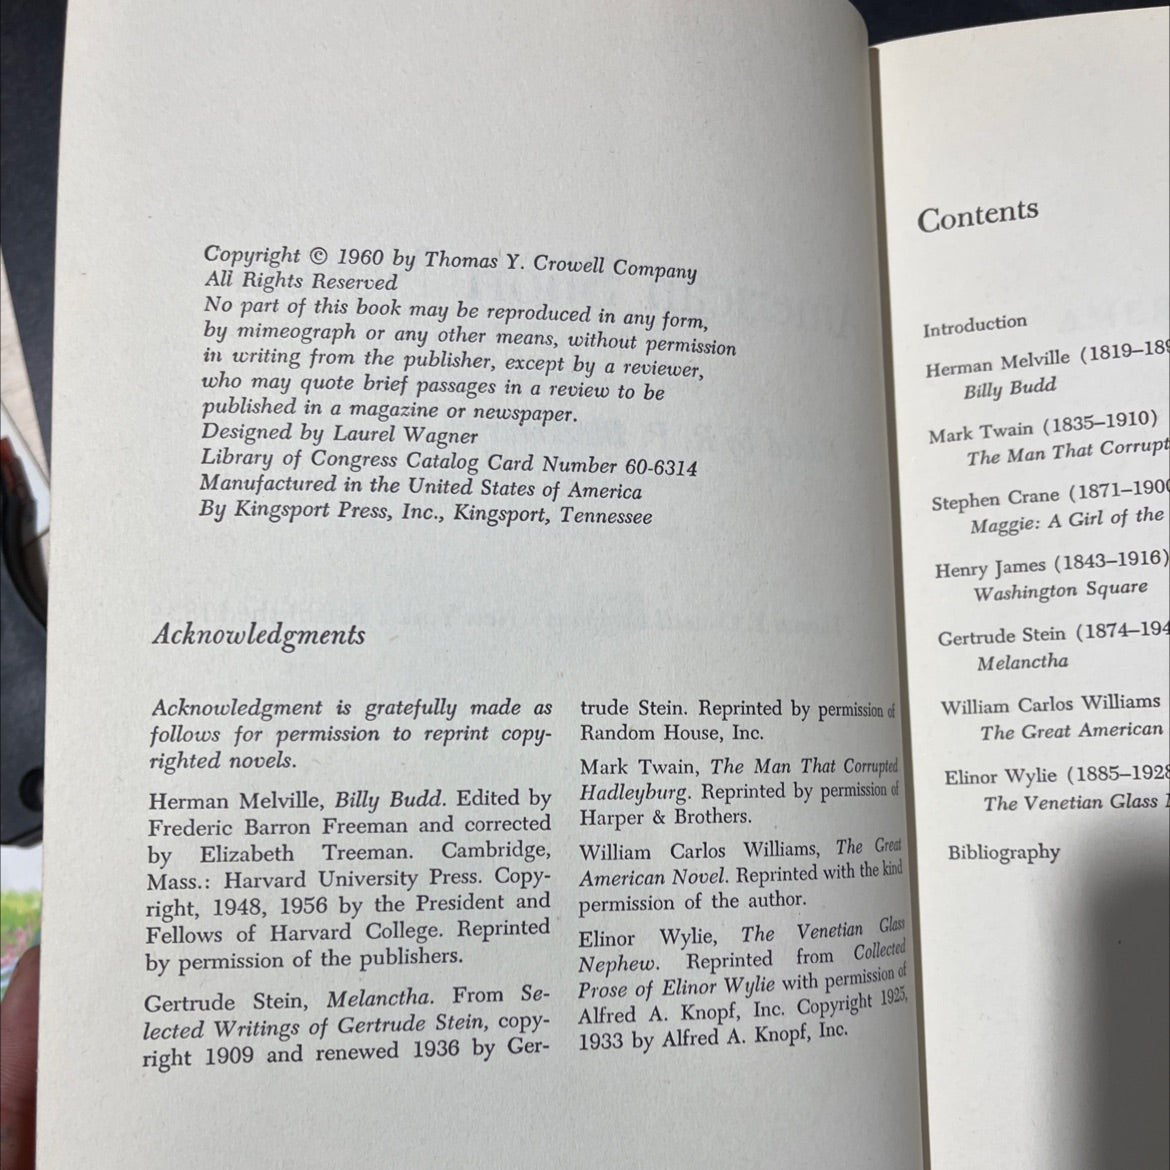 Copyright © 1960 by Thomas Y. Crowell Company
All Rights Reserved
No part of this book may be reproduced in any form,
by mimeograph or any other means, without permission
in writing from the publisher, except by a reviewer,
who may quote brief passages in a review to be
published in a magazine or newspaper.
Designed by Laurel Wagner
Library of Congress Catalog Card Number 60-6314
Manufactured in the United States of America
By Kingsport Press, Inc., Kingsport, Tennessee
Acknowledgments
Acknowledgment is gratefully made as
follows for permission to reprint copy-
righted novels.
Herman Melville, Billy Budd. Edited by
Frederic Barron Freeman and corrected
by Elizabeth Treeman. Cambridge,
Mass.: Harvard University Press. Copy-
right, 1948, 1956 by the President and
Fellows of Harvard College. Reprinted
by permission of the publishers.
Gertrude Stein, Melanctha. From Se-
lected Writings of Gertrude Stein, copy-
right 1909 and renewed 1936 by Ger-
trude Stein. Reprinted by permission of
Random House, Inc.
Mark Twain, The Man That Corrupted
Hadleyburg. Reprinted by permission of
Harper & Brothers.
William Carlos Williams, The Great
American Novel. Reprinted with the kind
permission of the author.
Elinor Wylie, The Venetian Glass
Nephew. Reprinted from Collected
Prose of Elinor Wylie with permission of
Alfred A. Knopf, Inc. Copyright 1925,
1933 by Alfred A. Knopf, Inc.
Contents
Introduction
Herman Melville (1819–189
Billy Budd
Mark Twain (1835–1910)
The Man That Corrupt
Stephen Crane (1871–1900
Maggie: A Girl of the
Henry James (1843–1916)
Washington Square
Gertrude Stein (1874–194
Melanctha
William Carlos Williams
The Great American
Elinor Wylie (1885–1928
The Venetian Glass
Bibliography